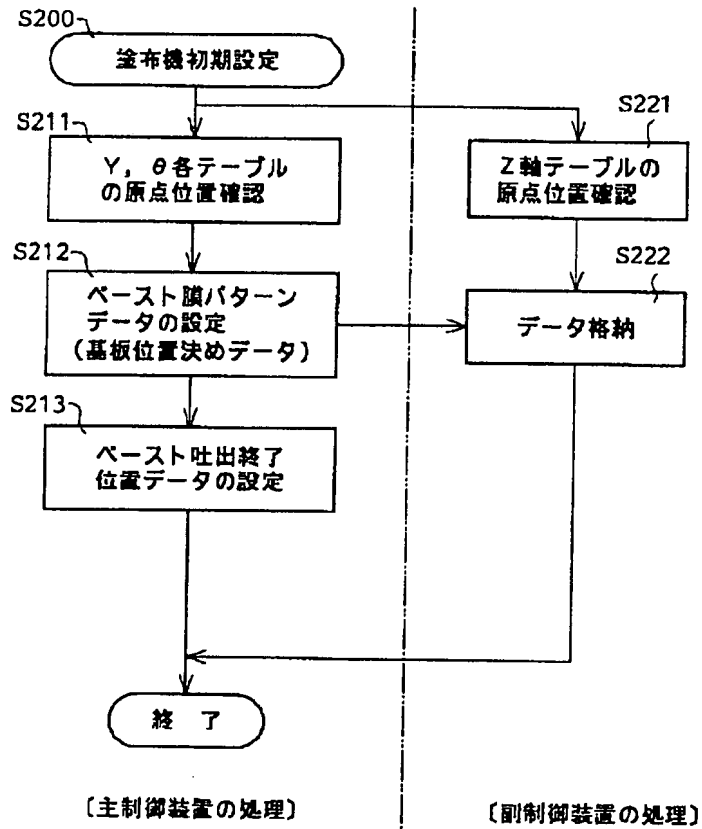 S200
塗布機初期設定
S211
Y，θ各テーブル
の原点位置確認
S221
Z軸テーブルの
原点位置確認
S212
ペースト膜パターン
データの設定
(基板位置決めデータ)
S222
データ格納
S213
ペースト吐出終了
位置データの設定
終 了
〔主制御装置の処理〕
〔副制御装置の処理〕